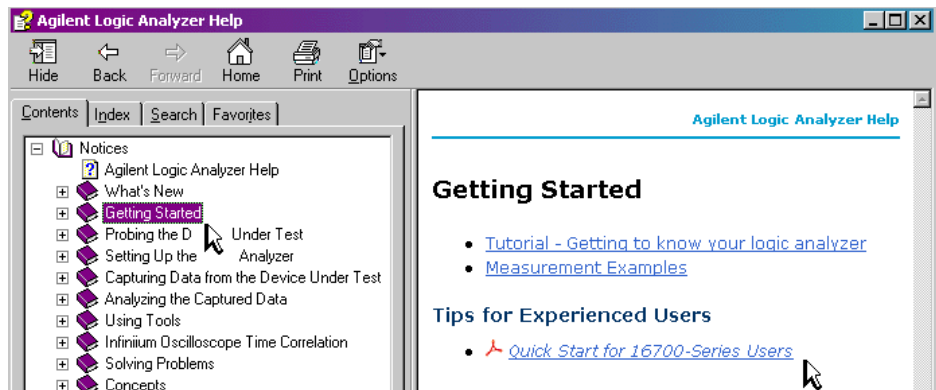 Agilent Logic Analyzer Help
Hide Back Forward Home Print Options
Contents Index Search Favorites
Notices
Agilent Logic Analyzer Help
What's New
Getting Started
Probing the D Under Test
Setting Up the Analyzer
Capturing Data from the Device Under Test
Analyzing the Captured Data
Using Tools
Infiniium Oscilloscope Time Correlation
Solving Problems
Concepts
Agilent Logic Analyzer Help
Getting Started
Tutorial - Getting to know your logic analyzer
Measurement Examples
Tips for Experienced Users
Quick Start for 16700-Series Users